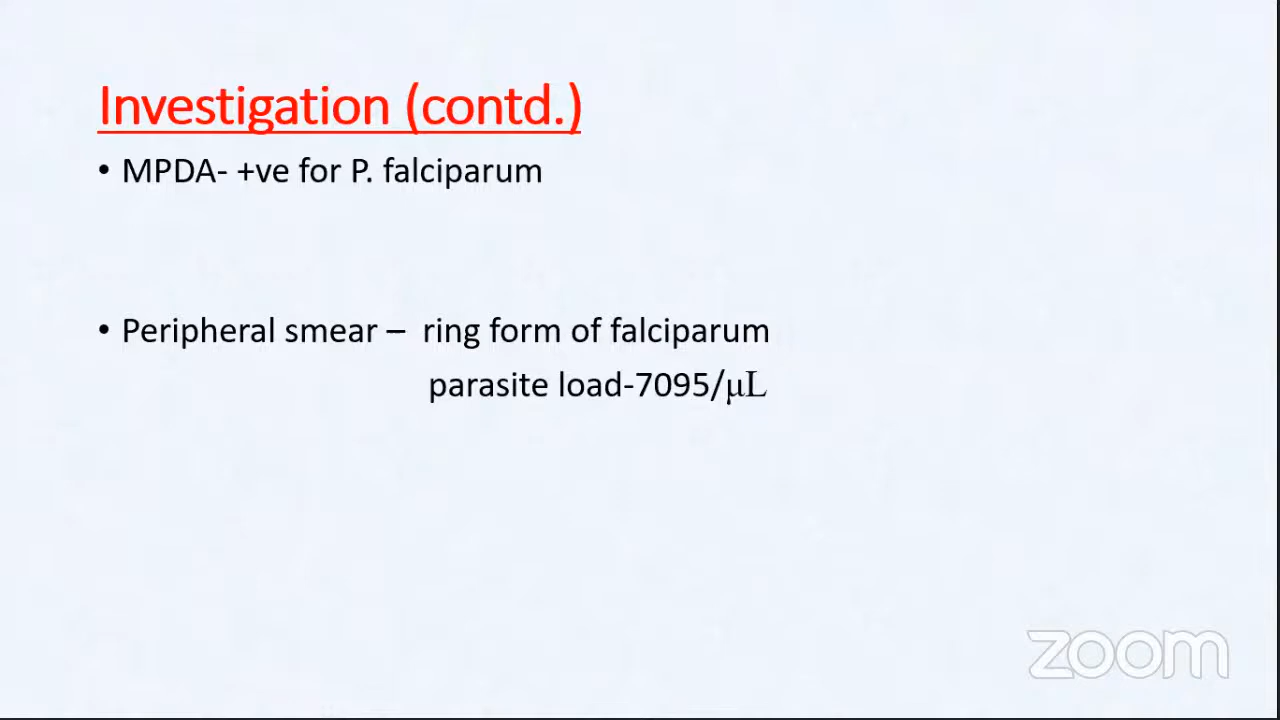 Investigation (contd.)
• MPDA- +ve for P. falciparum
• Peripheral smear – ring form of falciparum
parasite load-7095/μL
zoom